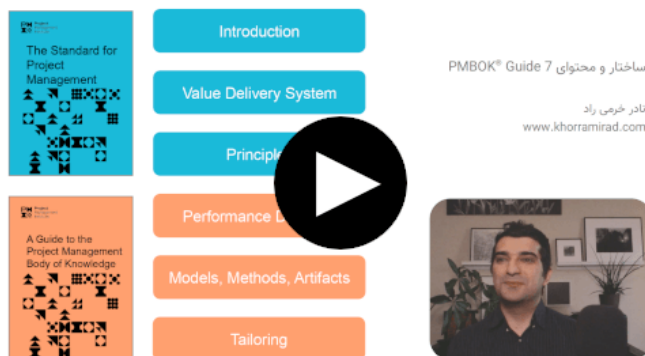 The Standard for
Project
Management
A Guide to the
Project Management
Body of Knowledge
Introduction
Value Delivery System
Performance
Models, Methods, Artifacts
Tailoring
ساختار و محتوای PMBOK® Guide 7
نادر خرمی راد
www.khorramirad.com